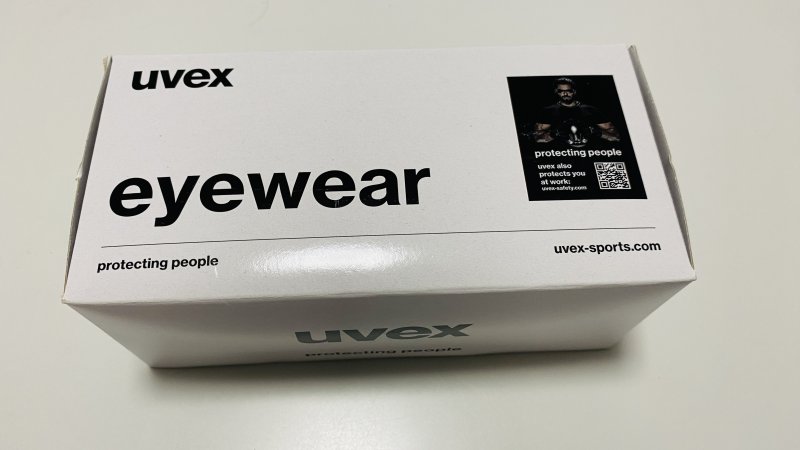 uvex
eyewear
protecting people
uvex also
protects you
at work:
uvex-safety.com
protecting people
uvex-sports.com
uvex
protecting people